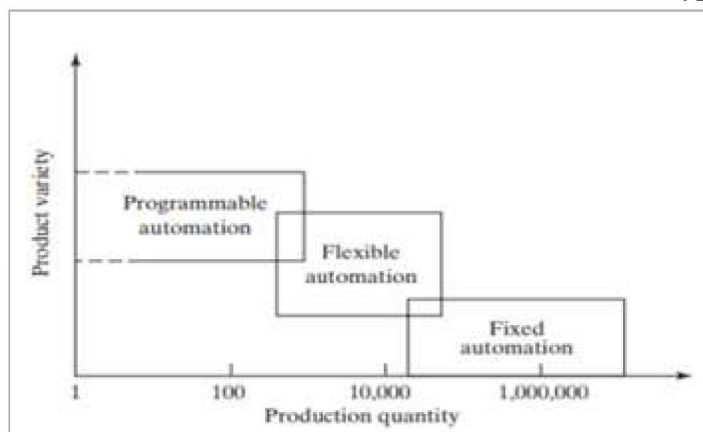 Product variety
Programmable
automation
Flexible
automation
Fixed
automation
1
100
10,000
1,000,000
Production quantity